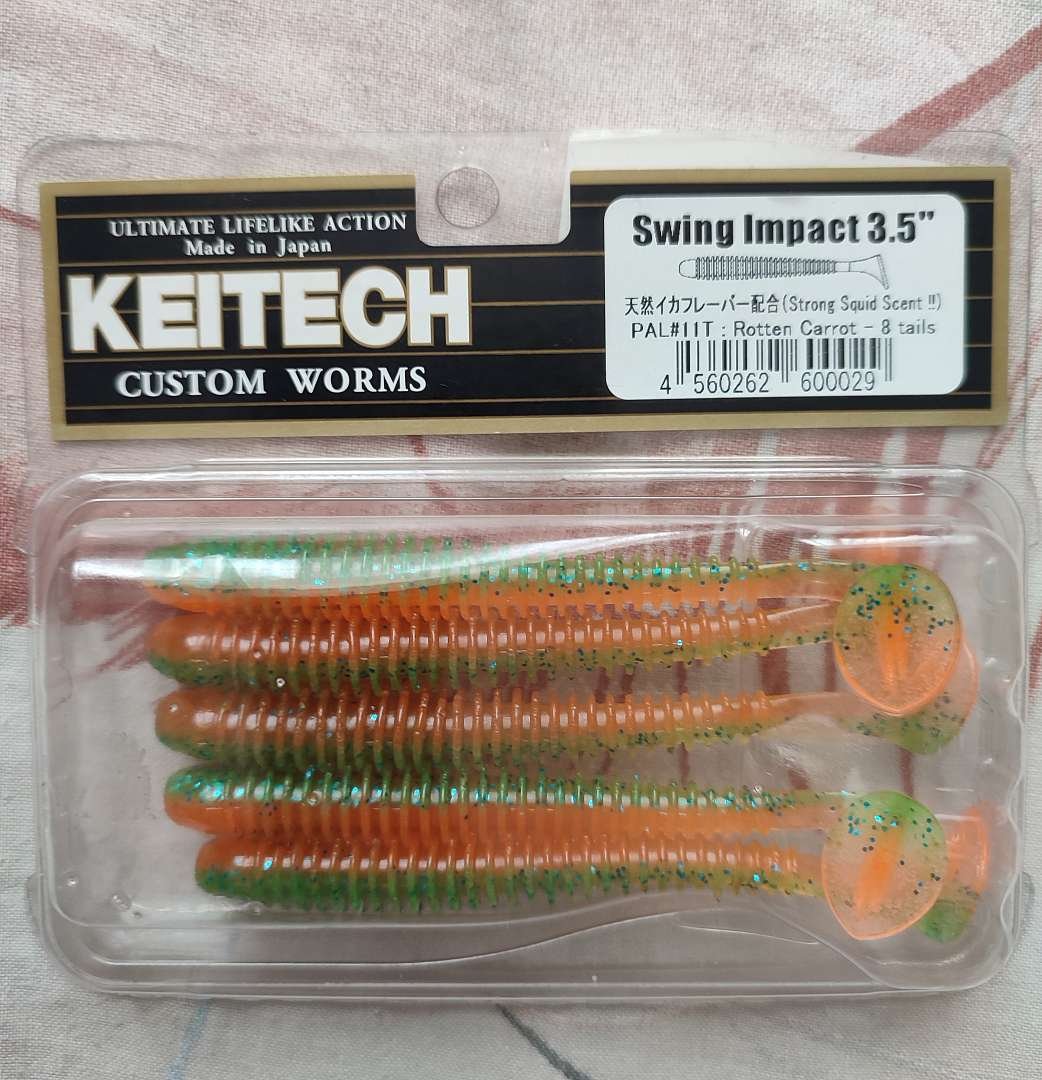 ULTIMATE LIFELIKE ACTION
Made in Japan
KEITECH
CUSTOM WORMS
Swing Impact 3.5"
天然イカフレーバー配合(Strong Squid Scent !!)
PAL#11T : Rotten Carrot - 8 tails
4 560262 600029